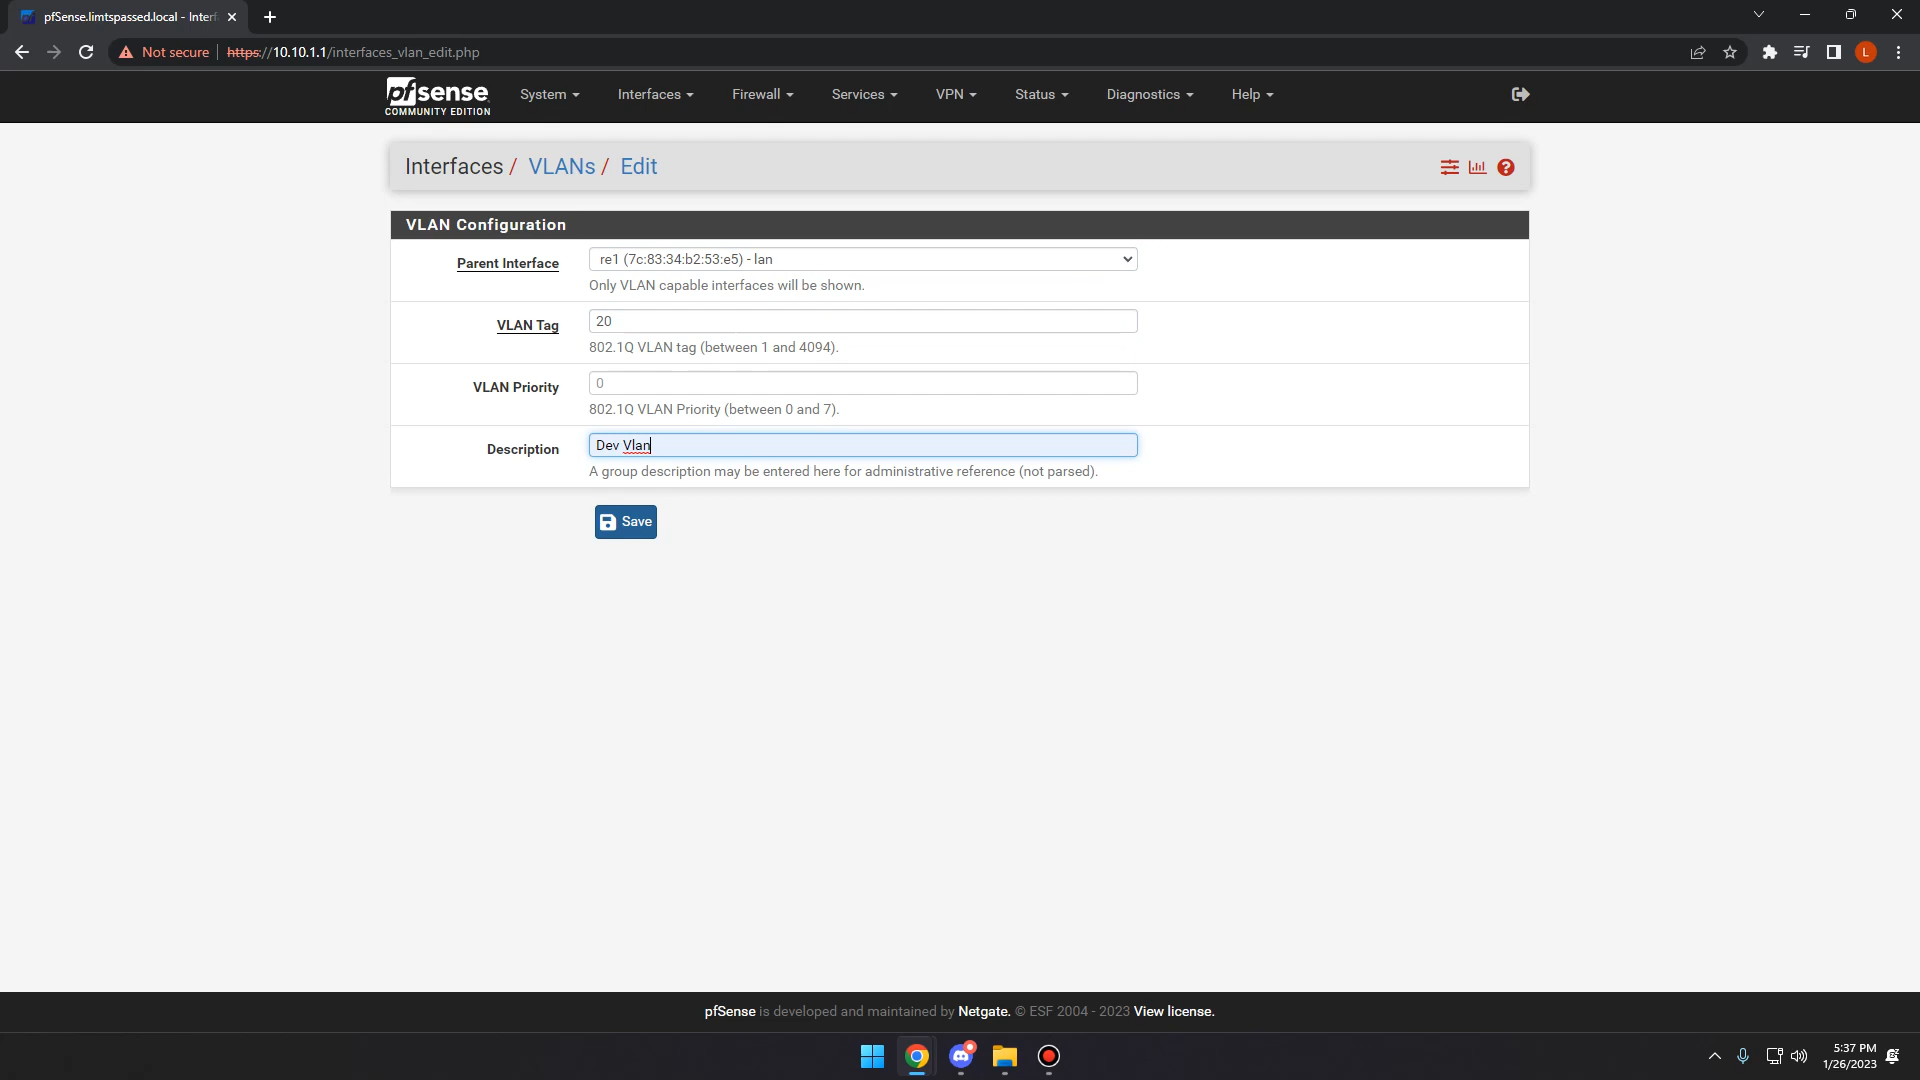 pfSense.limtspassed.local - Interf
Not secure https://10.10.1.1/interfaces_vlan_edit.php
L
pfsense
COMMUNITY EDITION
System Interfaces Firewall Services VPN Status Diagnostics Help
Interfaces / VLANs / Edit
VLAN Configuration
Parent Interface
re1 (7c:83:34:b2:53:e5) - lan
Only VLAN capable interfaces will be shown.
VLAN Tag
20
802.1Q VLAN tag (between 1 and 4094).
VLAN Priority
0
802.1Q VLAN Priority (between 0 and 7).
Description
Dev Vlan
A group description may be entered here for administrative reference (not parsed).
Save
pfSense is developed and maintained by Netgate. © ESF 2004 - 2023 View license.
5:37 PM
1/26/2023